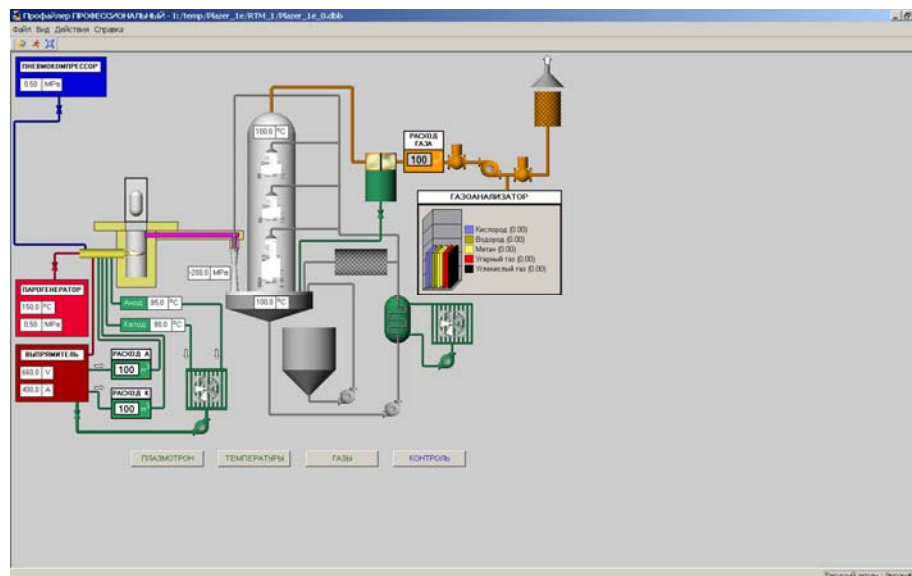 Профайлер ПРОФЕССИОНАЛЬНЫЙ - I:/temp/Plazer_1e/RTM_1/Plazer_1e_0.dbb
Файл Вид Действия Справка
ПНЕВМОКОМПРЕССОР
0,50 MPa
100,0 °C
РАСХОД
ГАЗА
100
ГАЗОАНАЛИЗАТОР
Кислород (0.00)
Водород (0.00)
Метан (0.00)
Угарный газ (0.00)
Углекислый газ (0.00)
-200,0 MPa
ПАРОГЕНЕРАТОР
150,0 °C
0,50 MPa
Анод 85,0 °C
100,0 °C
Катод 80,0 °C
ВЫПРЯМИТЕЛЬ
660,0 V
400,0 A
РАСХОД А
100
РАСХОД К
100
ПЛАЗМОТРОН ТЕМПЕРАТУРЫ ГАЗЫ КОНТРОЛЬ